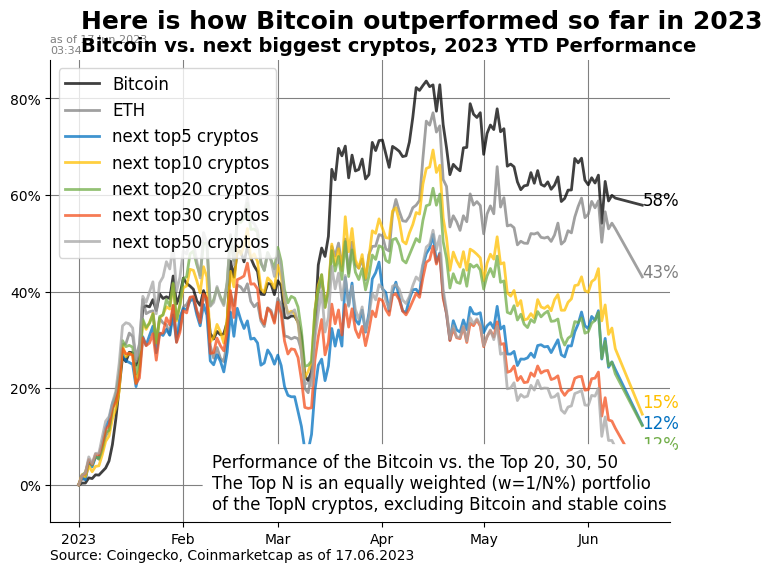 Here is how Bitcoin outperformed so far in 2023
as of 17 Jun 2023
03:34
Bitcoin vs. next biggest cryptos, 2023 YTD Performance
Bitcoin
ETH
next top5 cryptos
next top10 cryptos
next top20 cryptos
next top30 cryptos
next top50 cryptos
80%
60%
40%
20%
0%
58%
43%
15%
12%
12%
Performance of the Bitcoin vs. the Top 20, 30, 50
The Top N is an equally weighted (w=1/N%) portfolio
of the TopN cryptos, excluding Bitcoin and stable coins
2023 Feb Mar Apr May Jun
Source: Coingecko, Coinmarketcap as of 17.06.2023